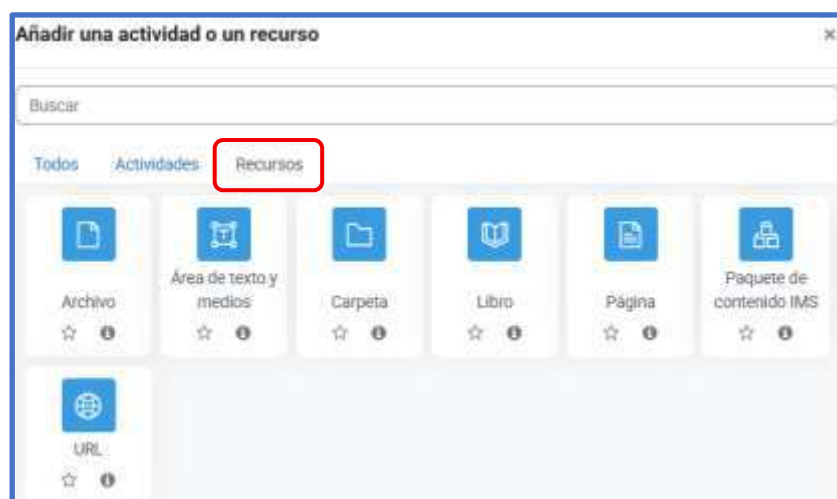 Añadir una actividad o un recurso
Buscar
Todos Actividades Recursos
Archivo
Área de texto y
medios
Carpeta
Libro
Página
Paquete de
contenido IMS
URL